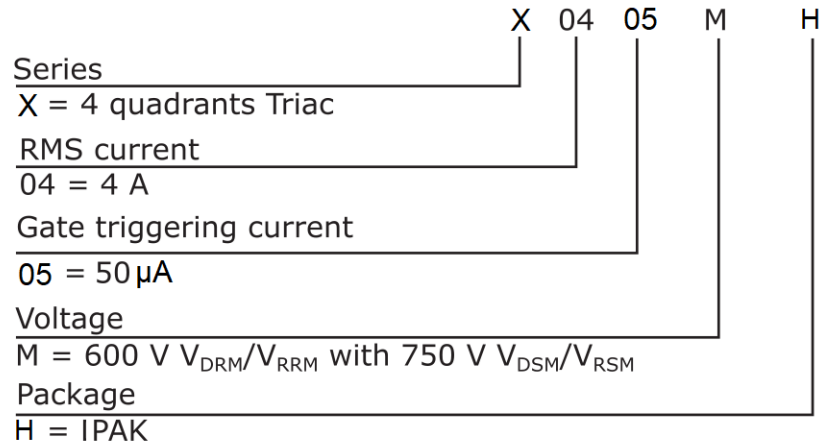 X 04 05 M H
Series
X = 4 quadrants Triac
RMS current
04 = 4 A
Gate triggering current
05 = 50 µA
Voltage
M = 600 V VDRM/VRRM with 750 V VDSM/VRSM
Package
H = IPAK